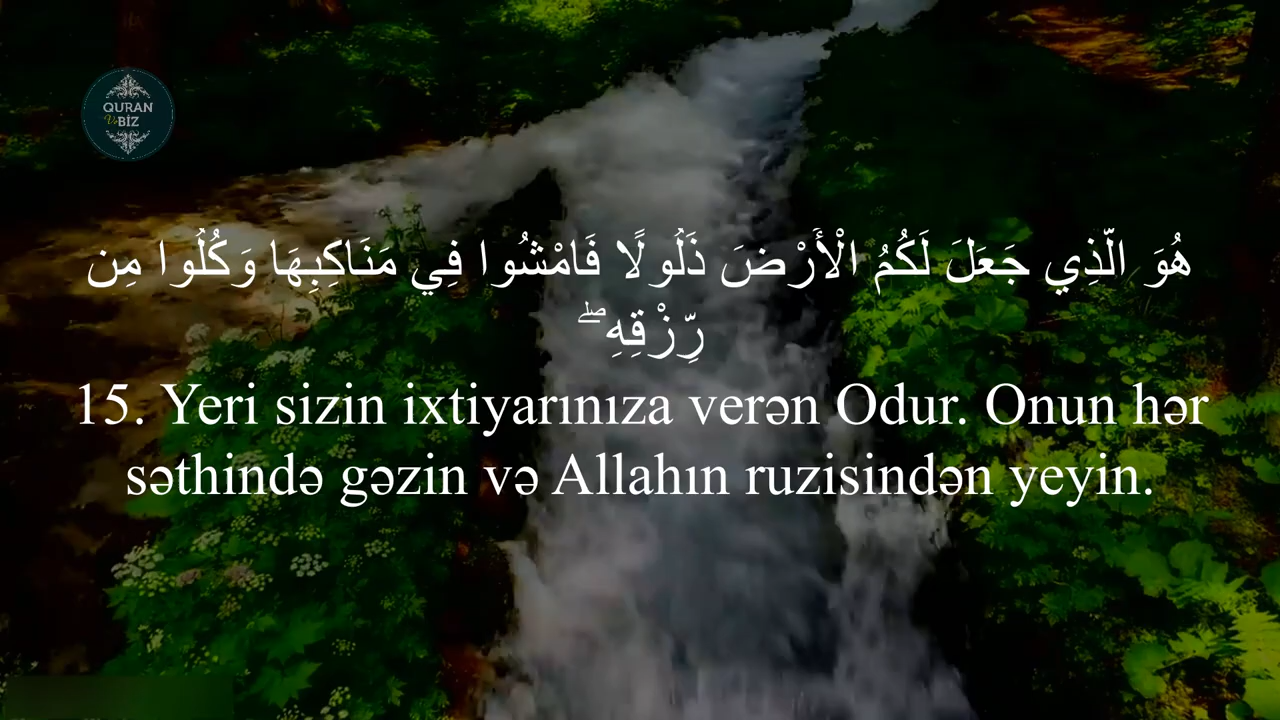 QURAN
Və BİZ
هُوَ الَّذِي جَعَلَ لَكُمُ الْأَرْضَ ذَلُولًا فَامْشُوا فِي مَنَاكِبِهَا وَكُلُوا مِن
رِّزْقِهِ ۖ
15. Yeri sizin ixtiyarınıza verən Odur. Onun hər
səthində gəzin və Allahın ruzisindən yeyin.